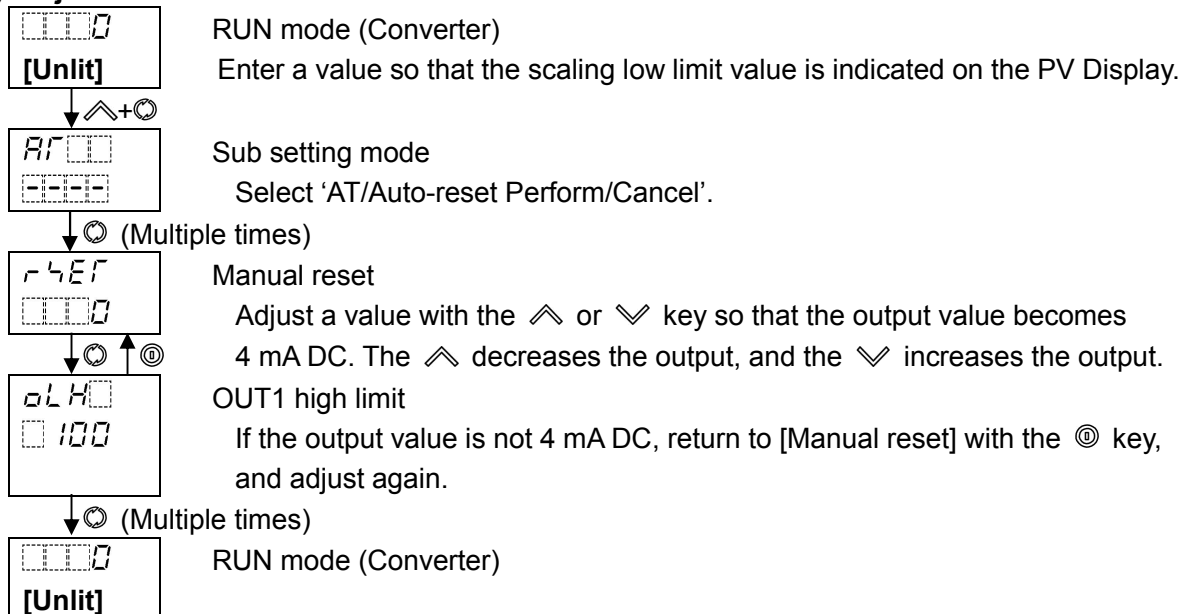 0 RUN mode (Converter)
[Unlit] Enter a value so that the scaling low limit value is indicated on the PV Display.
+
AT Sub setting mode
---- Select ‘AT/Auto-reset Perform/Cancel’.
(Multiple times)
rSET Manual reset
0 Adjust a value with the or key so that the output value becomes
4 mA DC. The decreases the output, and the increases the output.
oLH OUT1 high limit
100 If the output value is not 4 mA DC, return to [Manual reset] with the key,
and adjust again.
(Multiple times)
0 RUN mode (Converter)
[Unlit]